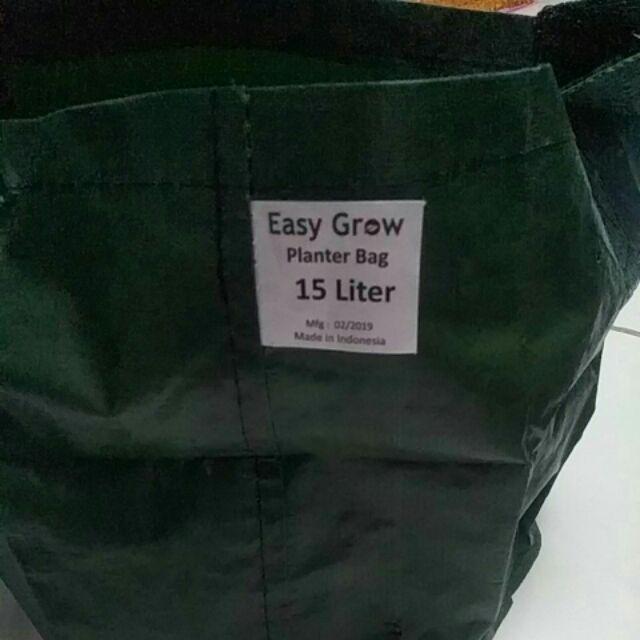 Easy Grow
Planter Bag
15 Liter
Mfg : 02/2019
Made in Indonesia